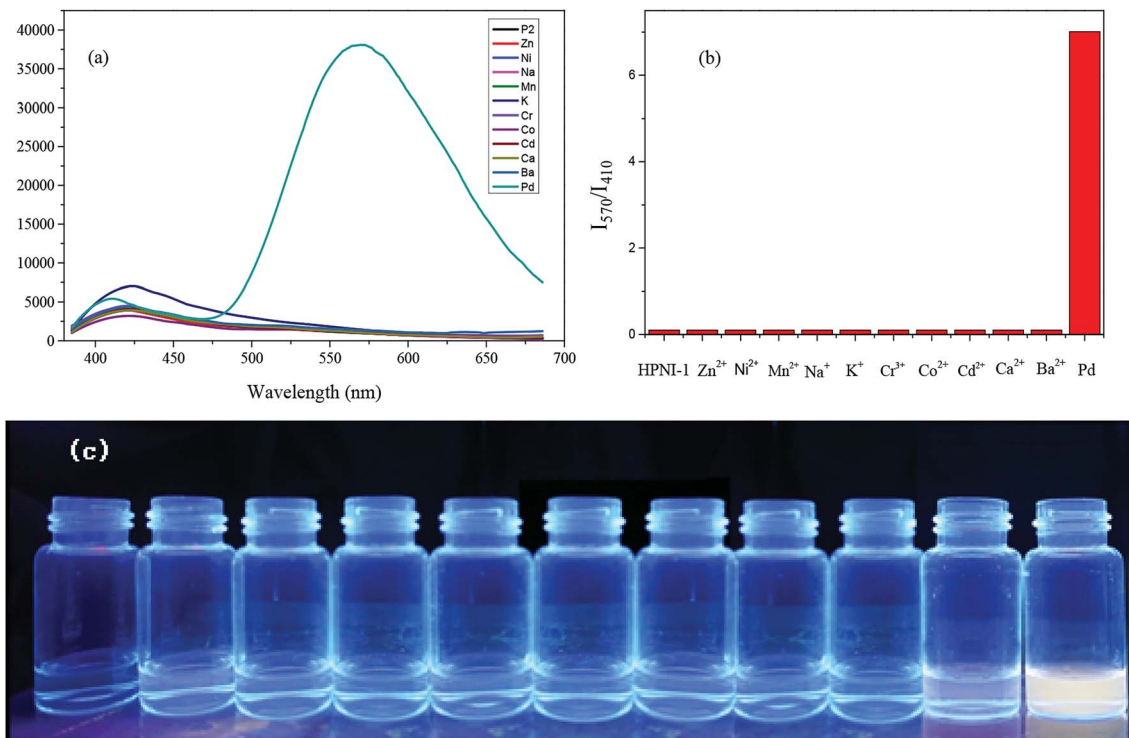 (a)
40000
35000
30000
25000
20000
15000
10000
5000
0
P2
Zn
Ni
Na
Mn
K
Cr
Co
Cd
Ca
Ba
Pd
400 450 500 550 600 650 700
Wavelength (nm)
(b)
I₅₇₀/I₄₁₀
6
4
2
0
HPNI-1 Zn²⁺ Ni²⁺ Mn²⁺ Na⁺ K⁺ Cr³⁺ Co²⁺ Cd²⁺ Ca²⁺ Ba²⁺ Pd
(c)